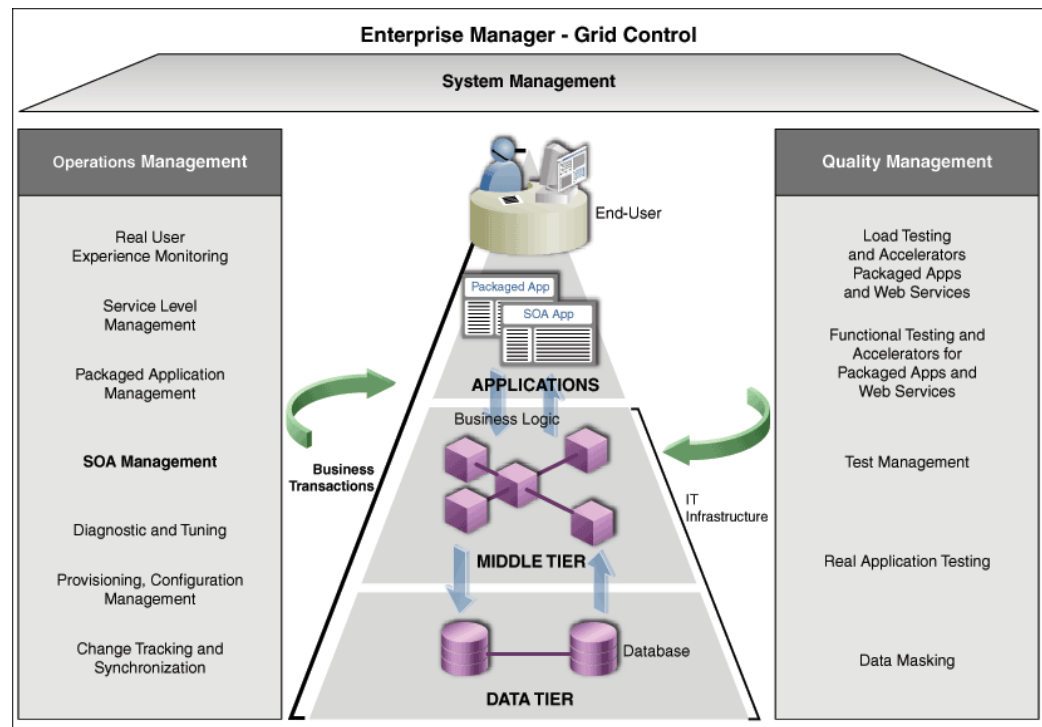 Enterprise Manager - Grid Control
System Management
Operations Management
Real User
Experience Monitoring
Service Level
Management
Packaged Application
Management
SOA Management
Diagnostic and Tuning
Provisioning, Configuration
Management
Change Tracking and
Synchronization
End-User
Packaged App
SOA App
APPLICATIONS
Business Logic
Business
Transactions
IT
Infrastructure
MIDDLE TIER
Database
DATA TIER
Quality Management
Load Testing
and Accelerators
Packaged Apps
and Web Services
Functional Testing and
Accelerators for
Packaged Apps and
Web Services
Test Management
Real Application Testing
Data Masking